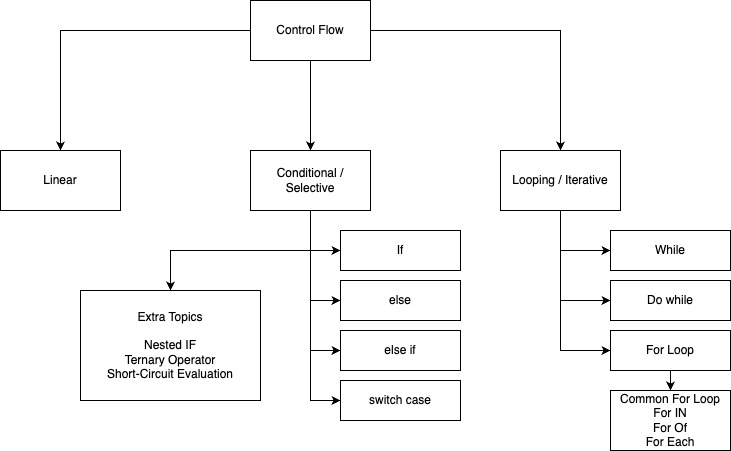 Control Flow
Linear
Conditional /
Selective
Looping / Iterative
If
else
else if
switch case
Extra Topics
Nested IF
Ternary Operator
Short-Circuit Evaluation
While
Do while
For Loop
Common For Loop
For IN
For Of
For Each